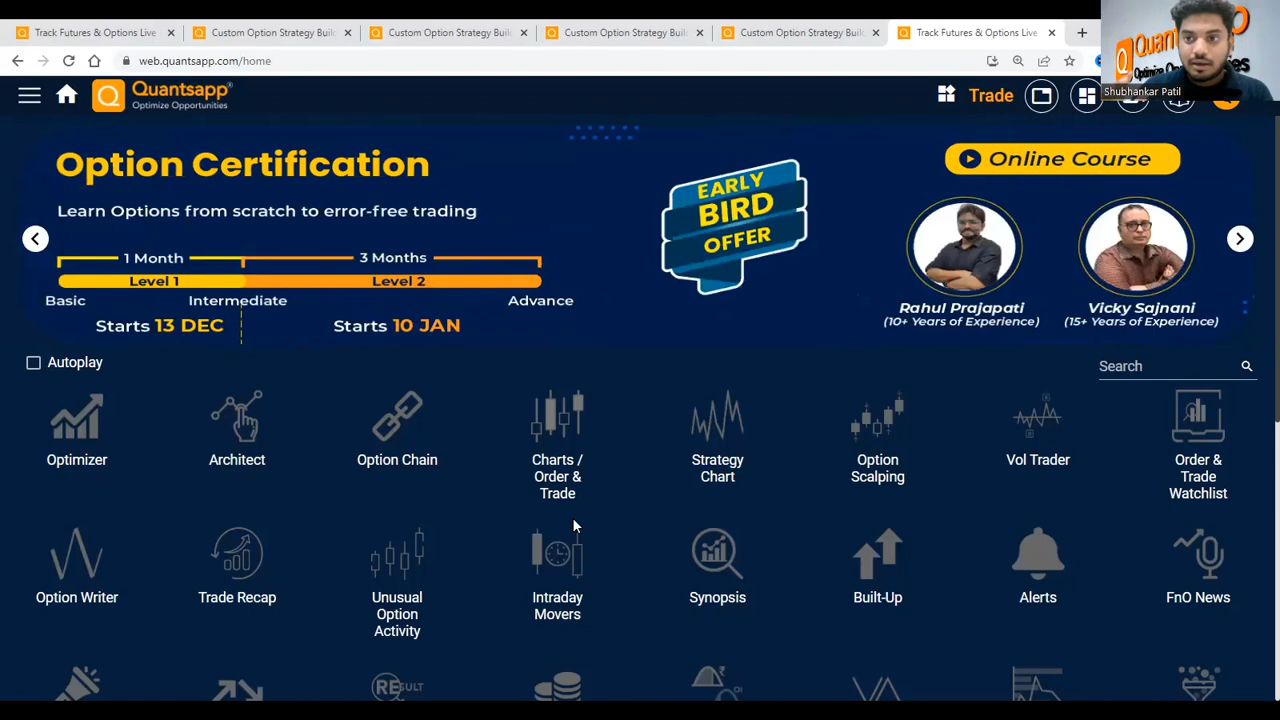 Track Futures & Options Live
Custom Option Strategy Buil
Custom Option Strategy Buil
Custom Option Strategy Buil
Custom Option Strategy Buil
Track Futures & Options Live
web.quantsapp.com/home
Quantsapp®
Optimize Opportunities
Trade
Shubhankar Patil
Option Certification
Learn Options from scratch to error-free trading
1 Month
3 Months
Level 1
Level 2
Basic
Intermediate
Advance
Starts 13 DEC
Starts 10 JAN
EARLY
BIRD
OFFER
Online Course
Rahul Prajapati
(10+ Years of Experience)
Vicky Sajnani
(15+ Years of Experience)
Autoplay
Search
Optimizer
Architect
Option Chain
Charts /
Order &
Trade
Strategy
Chart
Option
Scalping
Vol Trader
Order &
Trade
Watchlist
Option Writer
Trade Recap
Unusual
Option
Activity
Intraday
Movers
Synopsis
Built-Up
Alerts
FnO News
RESULT